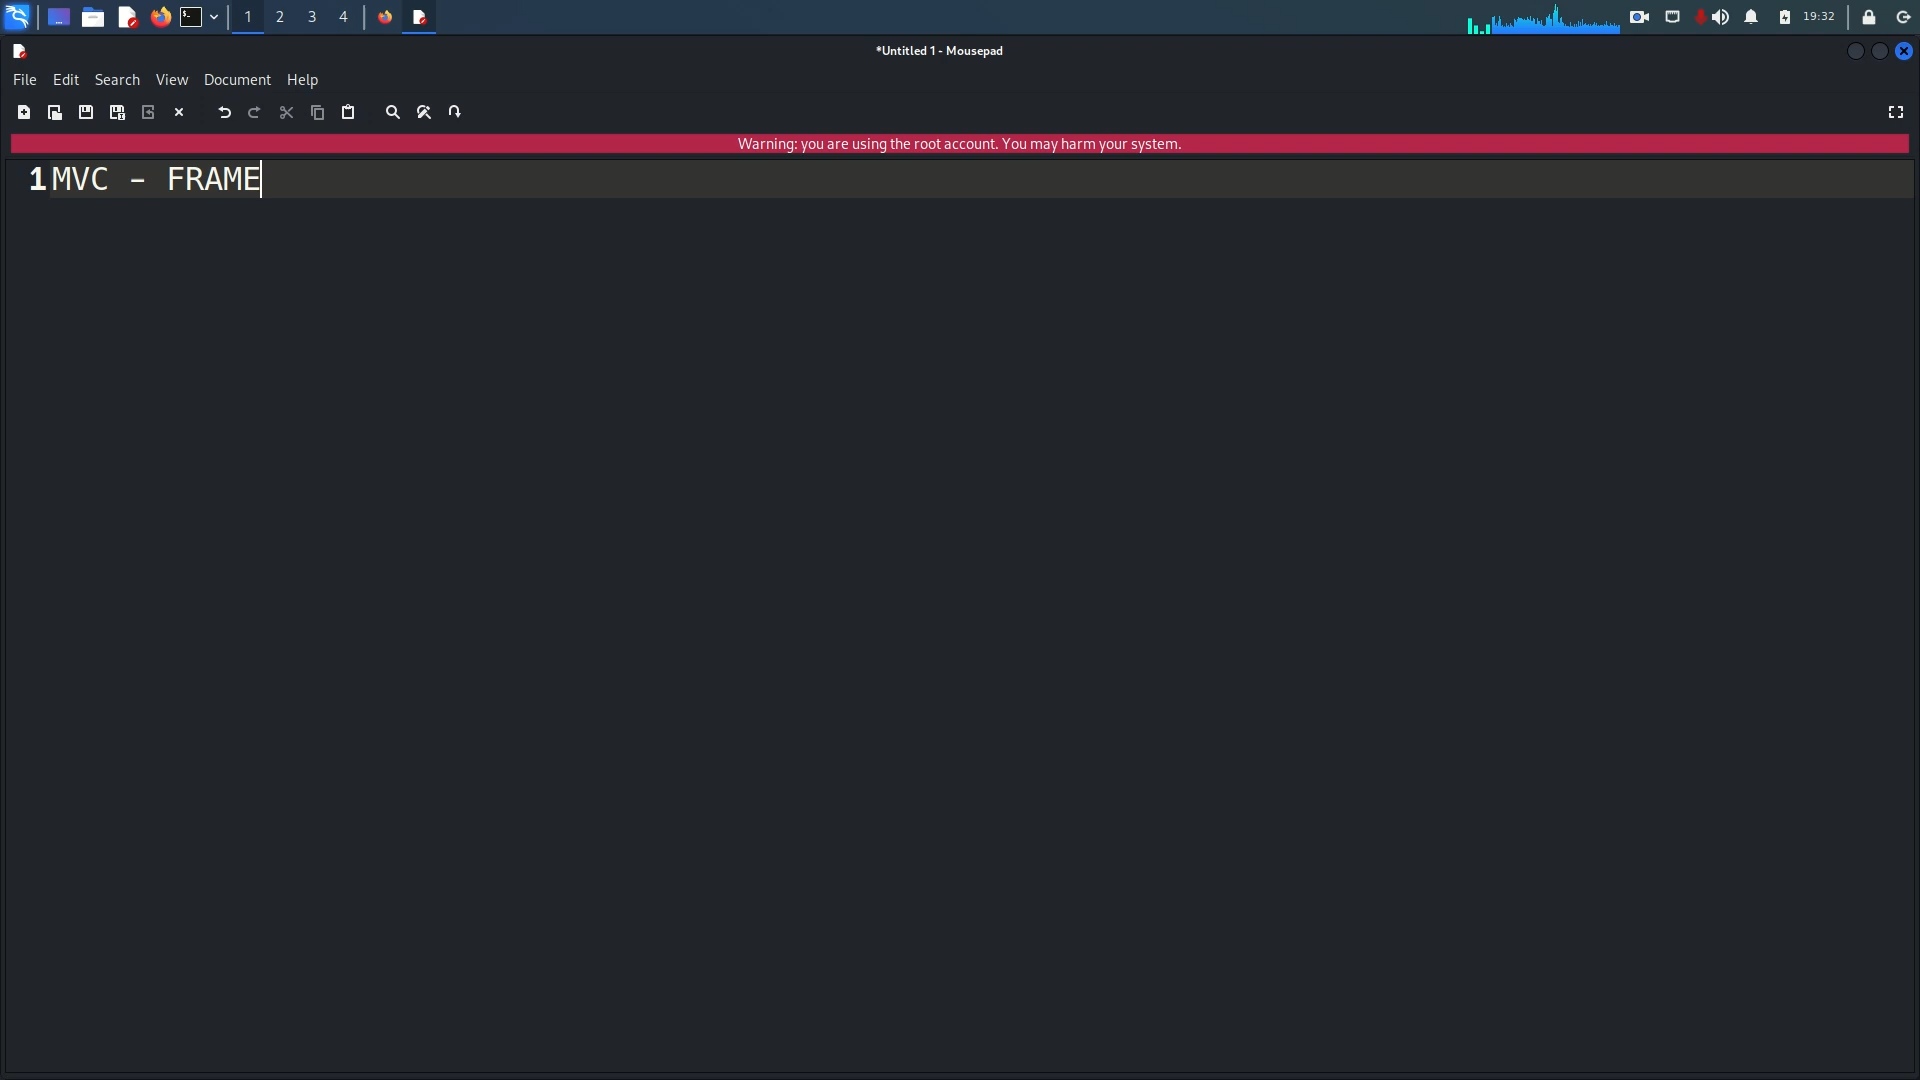 1 2 3 4 19:32
*Untitled 1 - Mousepad
File Edit Search View Document Help
Warning: you are using the root account. You may harm your system.
1 MVC - FRAME